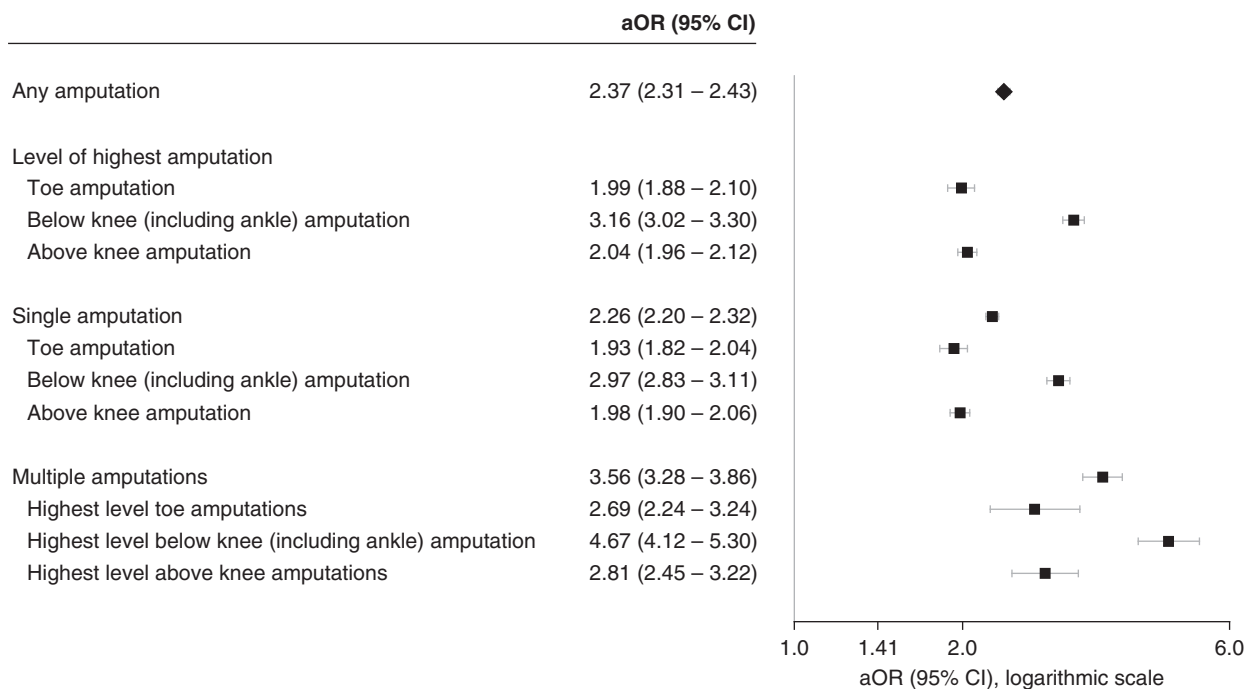 aOR (95% CI)
Any amputation 2.37 (2.31 – 2.43)
Level of highest amputation
Toe amputation 1.99 (1.88 – 2.10)
Below knee (including ankle) amputation 3.16 (3.02 – 3.30)
Above knee amputation 2.04 (1.96 – 2.12)
Single amputation 2.26 (2.20 – 2.32)
Toe amputation 1.93 (1.82 – 2.04)
Below knee (including ankle) amputation 2.97 (2.83 – 3.11)
Above knee amputation 1.98 (1.90 – 2.06)
Multiple amputations 3.56 (3.28 – 3.86)
Highest level toe amputations 2.69 (2.24 – 3.24)
Highest level below knee (including ankle) amputation 4.67 (4.12 – 5.30)
Highest level above knee amputations 2.81 (2.45 – 3.22)
1.0 1.41 2.0 6.0
aOR (95% CI), logarithmic scale